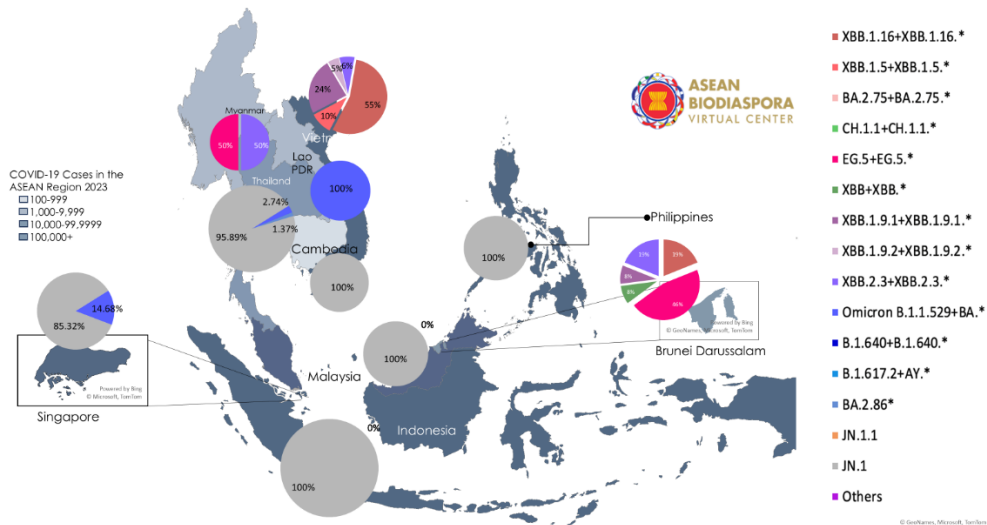 ASEAN
BIODIASPORA
VIRTUAL CENTER
COVID-19 Cases in the
ASEAN Region 2023
100-999
1,000-9,999
10,000-99,9999
100,000+
Myanmar
50%
50%
5%
6%
24%
55%
10%
Lao
PDR
100%
Thailand
2.74%
1.37%
95.89%
Cambodia
100%
Philippines
100%
8%
8%
46%
Powered by Bing
© GeoNames, Microsoft, TomTom
Brunei Darussalam
14.68%
85.32%
Powered by Bing
© Microsoft, TomTom
Singapore
0%
100%
Malaysia
0%
Indonesia
100%
XBB.1.16+XBB.1.16.*
XBB.1.5+XBB.1.5.*
BA.2.75+BA.2.75.*
CH.1.1+CH.1.1.*
EG.5+EG.5.*
XBB+XBB.*
XBB.1.9.1+XBB.1.9.1.*
XBB.1.9.2+XBB.1.9.2.*
XBB.2.3+XBB.2.3.*
Omicron B.1.1.529+BA.*
B.1.640+B.1.640.*
B.1.617.2+AY.*
BA.2.86*
JN.1.1
JN.1
Others
© GeoNames, Microsoft, TomTom